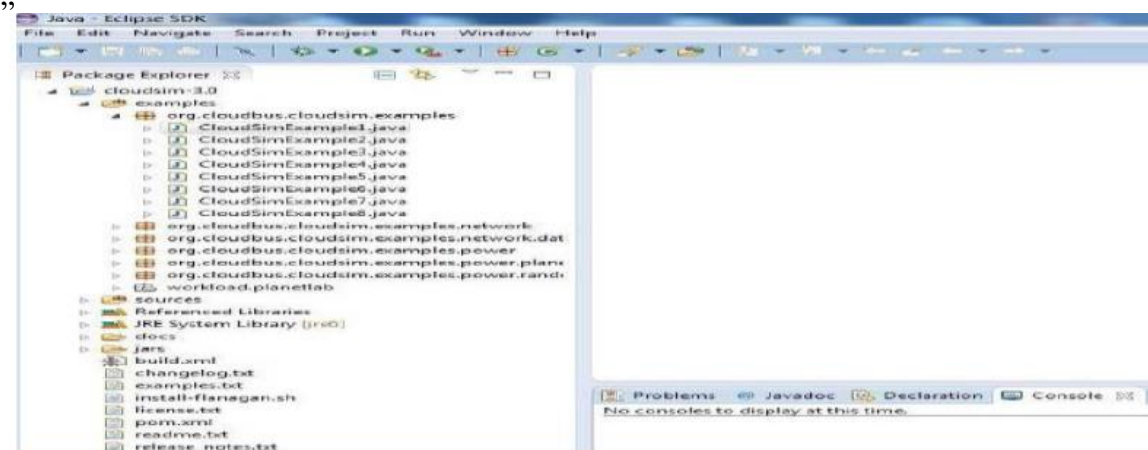 ”
Java - Eclipse SDK
File Edit Navigate Search Project Run Window Help
Package Explorer
cloudsim-3.0
examples
org.cloudbus.cloudsim.examples
CloudSimExample1.java
CloudSimExample2.java
CloudSimExample3.java
CloudSimExample4.java
CloudSimExample5.java
CloudSimExample6.java
CloudSimExample7.java
CloudSimExample8.java
org.cloudbus.cloudsim.examples.network
org.cloudbus.cloudsim.examples.network.dat
org.cloudbus.cloudsim.examples.power
org.cloudbus.cloudsim.examples.power.plane
org.cloudbus.cloudsim.examples.power.rand
workload.planetlab
sources
Referenced Libraries
JRE System Library [jre6]
docs
jars
build.xml
changelog.txt
examples.txt
install-flanagan.sh
license.txt
pom.xml
readme.txt
release_notes.txt
Problems Javadoc Declaration Console
No consoles to display at this time.